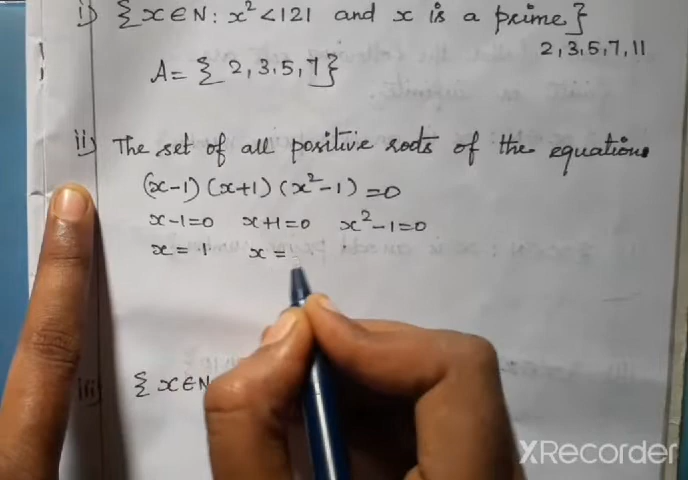 i) {x∈N: x² <121 and x is a prime}
2,3,5,7,11
A= {2,3,5,7}
ii) The set of all positive roots of the equations
(x-1) (x+1) (x²-1) =0
x-1=0 x+1=0 x²-1=0
x=1 x=
iii) {x∈N
XRecorder